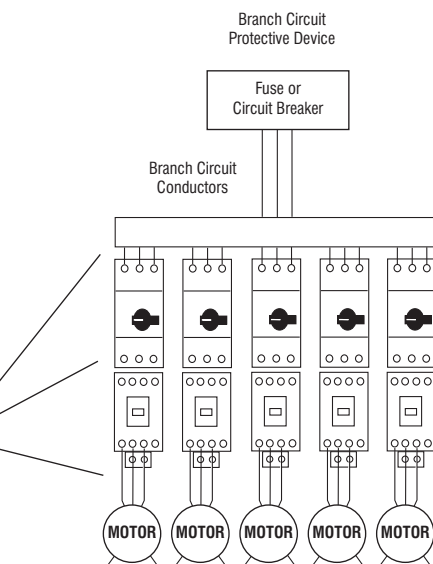 Branch Circuit
Protective Device
Fuse or
Circuit Breaker
Branch Circuit
Conductors
MOTOR MOTOR MOTOR MOTOR MOTOR